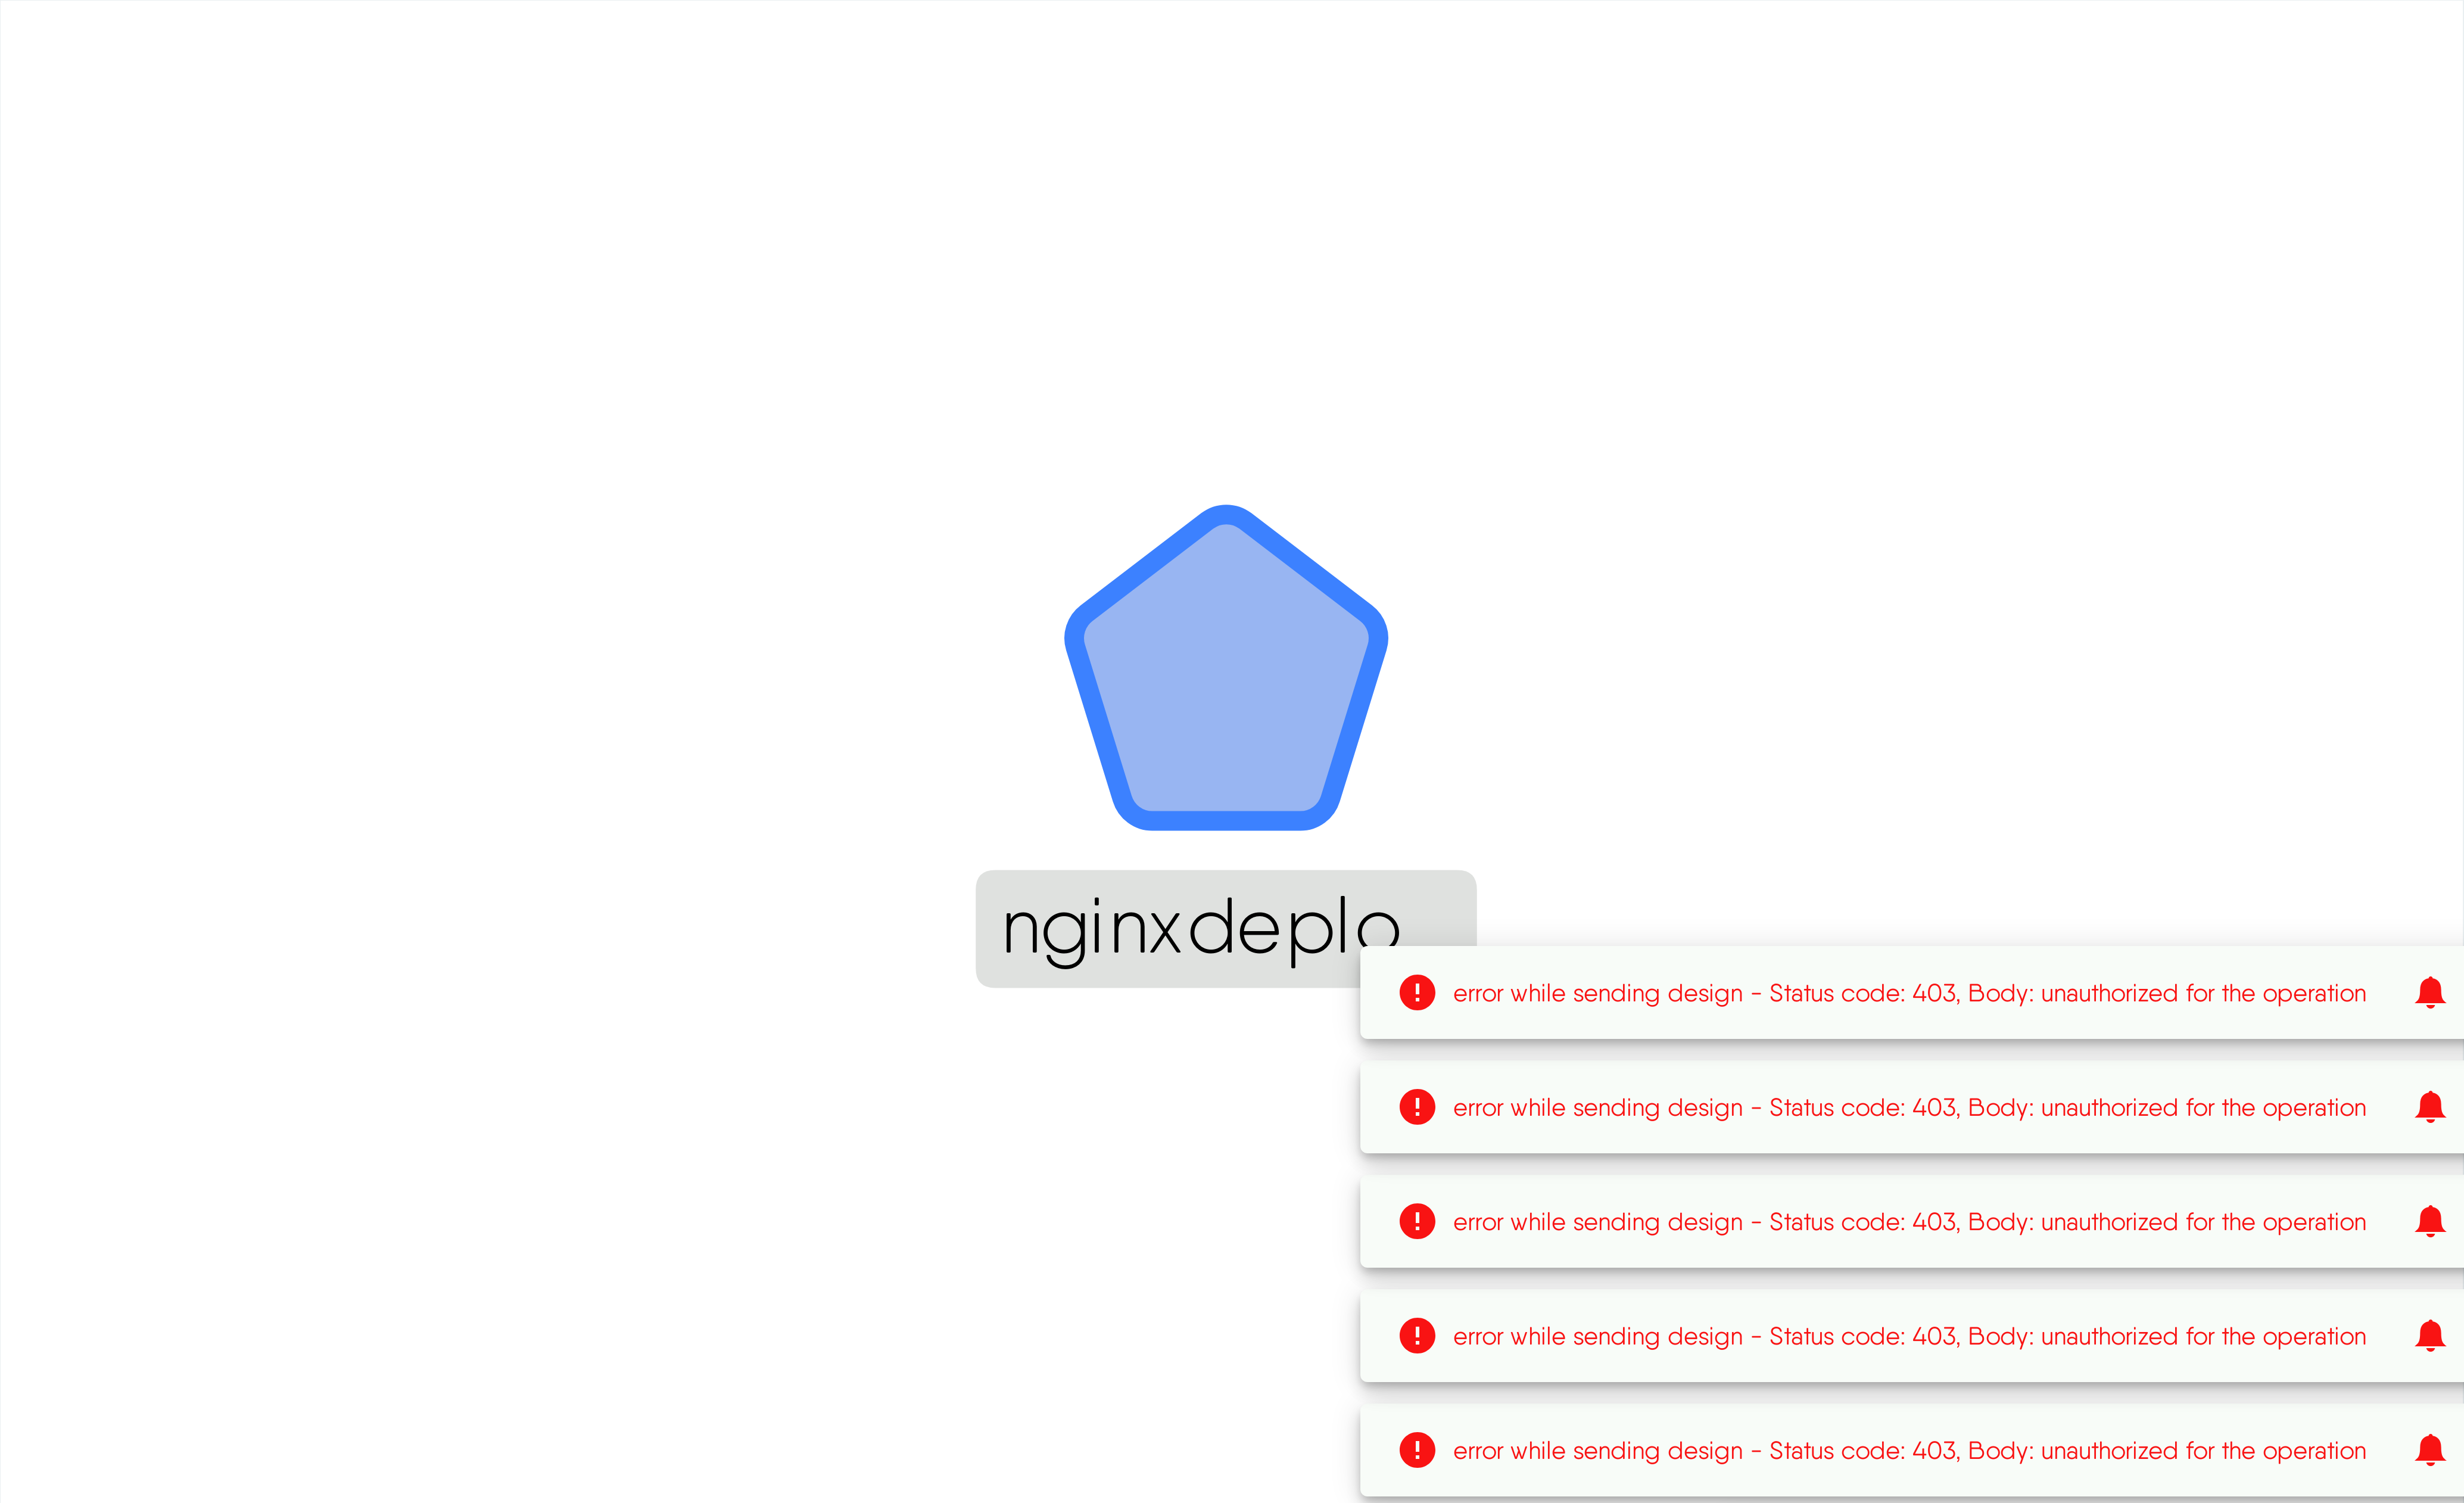 nginxdeplo
error while sending design - Status code: 403, Body: unauthorized for the operation
error while sending design - Status code: 403, Body: unauthorized for the operation
error while sending design - Status code: 403, Body: unauthorized for the operation
error while sending design - Status code: 403, Body: unauthorized for the operation
error while sending design - Status code: 403, Body: unauthorized for the operation